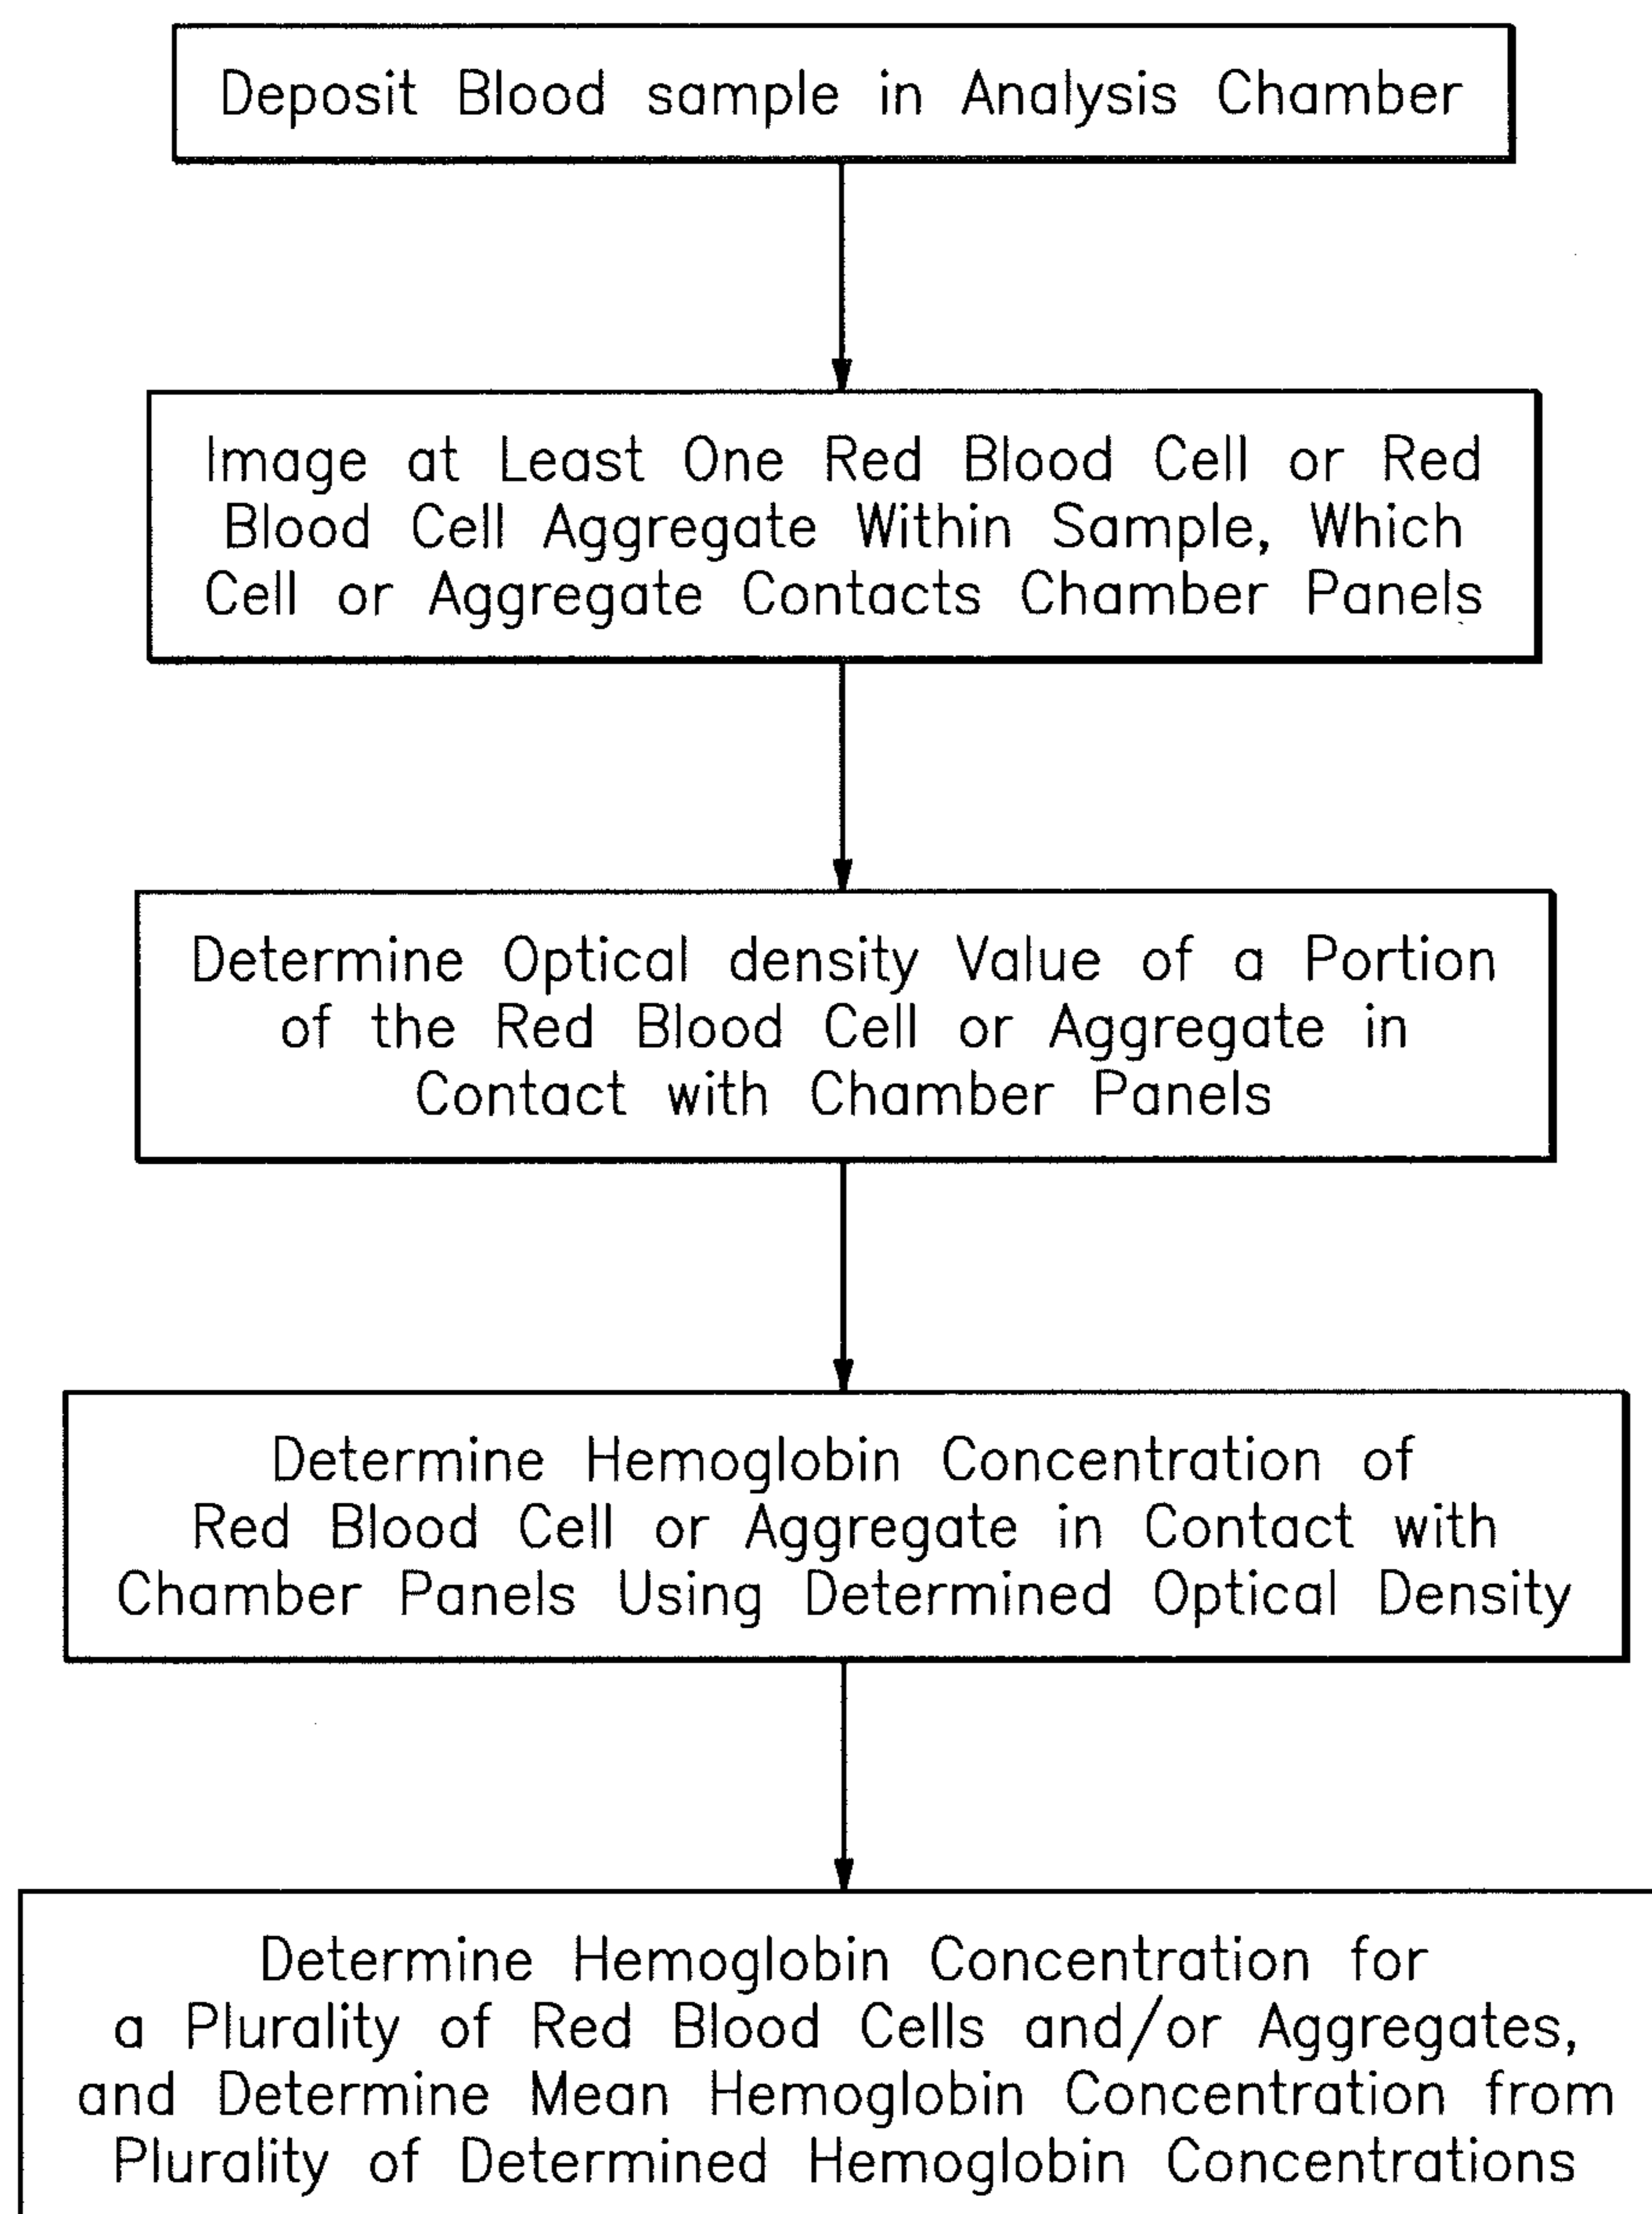 Deposit Blood sample in Analysis Chamber
Image at Least One Red Blood Cell or Red
Blood Cell Aggregate Within Sample, Which
Cell or Aggregate Contacts Chamber Panels
Determine Optical density Value of a Portion
of the Red Blood Cell or Aggregate in
Contact with Chamber Panels
Determine Hemoglobin Concentration of
Red Blood Cell or Aggregate in Contact with
Chamber Panels Using Determined Optical Density
Determine Hemoglobin Concentration for
a Plurality of Red Blood Cells and/or Aggregates,
and Determine Mean Hemoglobin Concentration from
Plurality of Determined Hemoglobin Concentrations